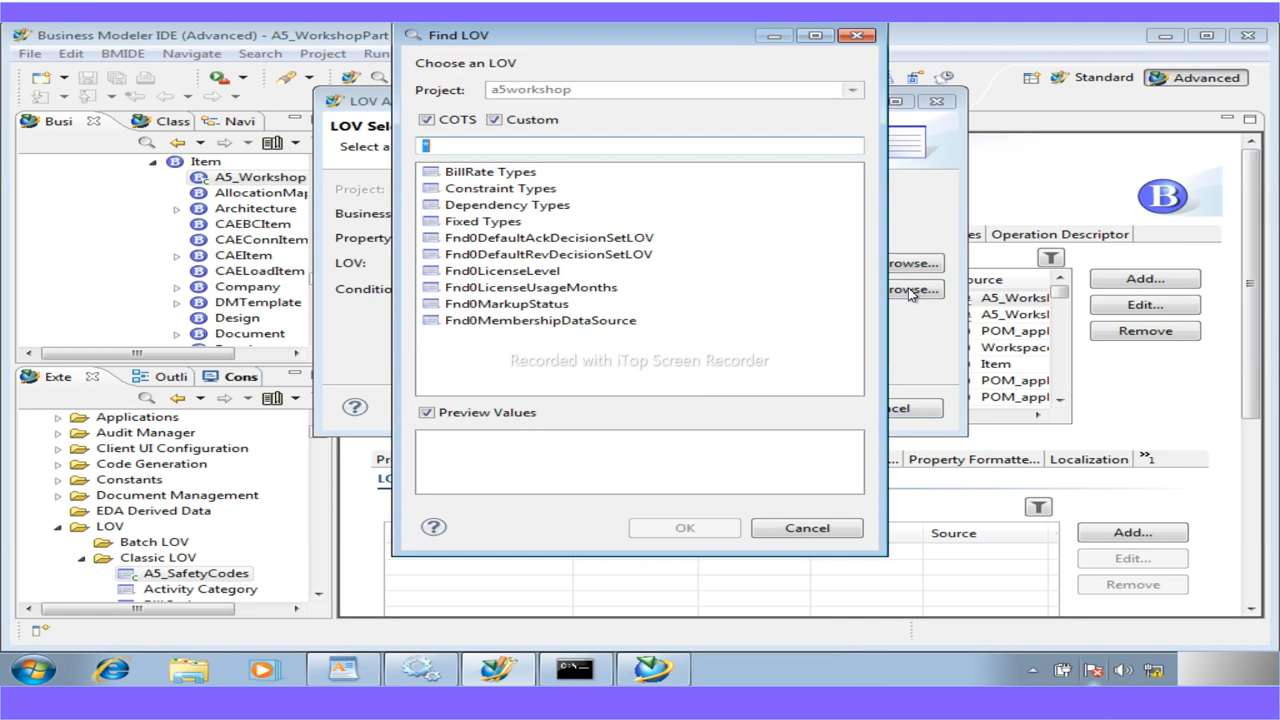 Business Modeler IDE (Advanced) - A5_WorkshopPart
File Edit BMIDE Navigate Search Project Run
Standard Advanced
Busi Class Navi
Item
A5_Workshop
AllocationMap
Architecture
CAEBCItem
CAEConnItem
CAEItem
CAELoadItem
Company
DMTemplate
Design
Document
Exte Outli Cons
Applications
Audit Manager
Client UI Configuration
Code Generation
Constants
Document Management
EDA Derived Data
LOV
Batch LOV
Classic LOV
A5_SafetyCodes
Activity Category
LOV A
LOV Sele
Select a
Project:
Business
Property
LOV:
Conditio
rowse...
rowse...
ncel
Find LOV
Choose an LOV
Project: a5workshop
COTS Custom
*
BillRate Types
Constraint Types
Dependency Types
Fixed Types
Fnd0DefaultAckDecisionSetLOV
Fnd0DefaultRevDecisionSetLOV
Fnd0LicenseLevel
Fnd0LicenseUsageMonths
Fnd0MarkupStatus
Fnd0MembershipDataSource
Recorded with iTop Screen Recorder
Preview Values
OK Cancel
es Operation Descriptor
ource
A5_Worksl
A5_Worksl
POM_appl
Workspace
Item
POM_appl
POM_appl
Add...
Edit...
Remove
Pr ... Property Formatte... Localization »1
LO
Source
Add...
Edit...
Remove